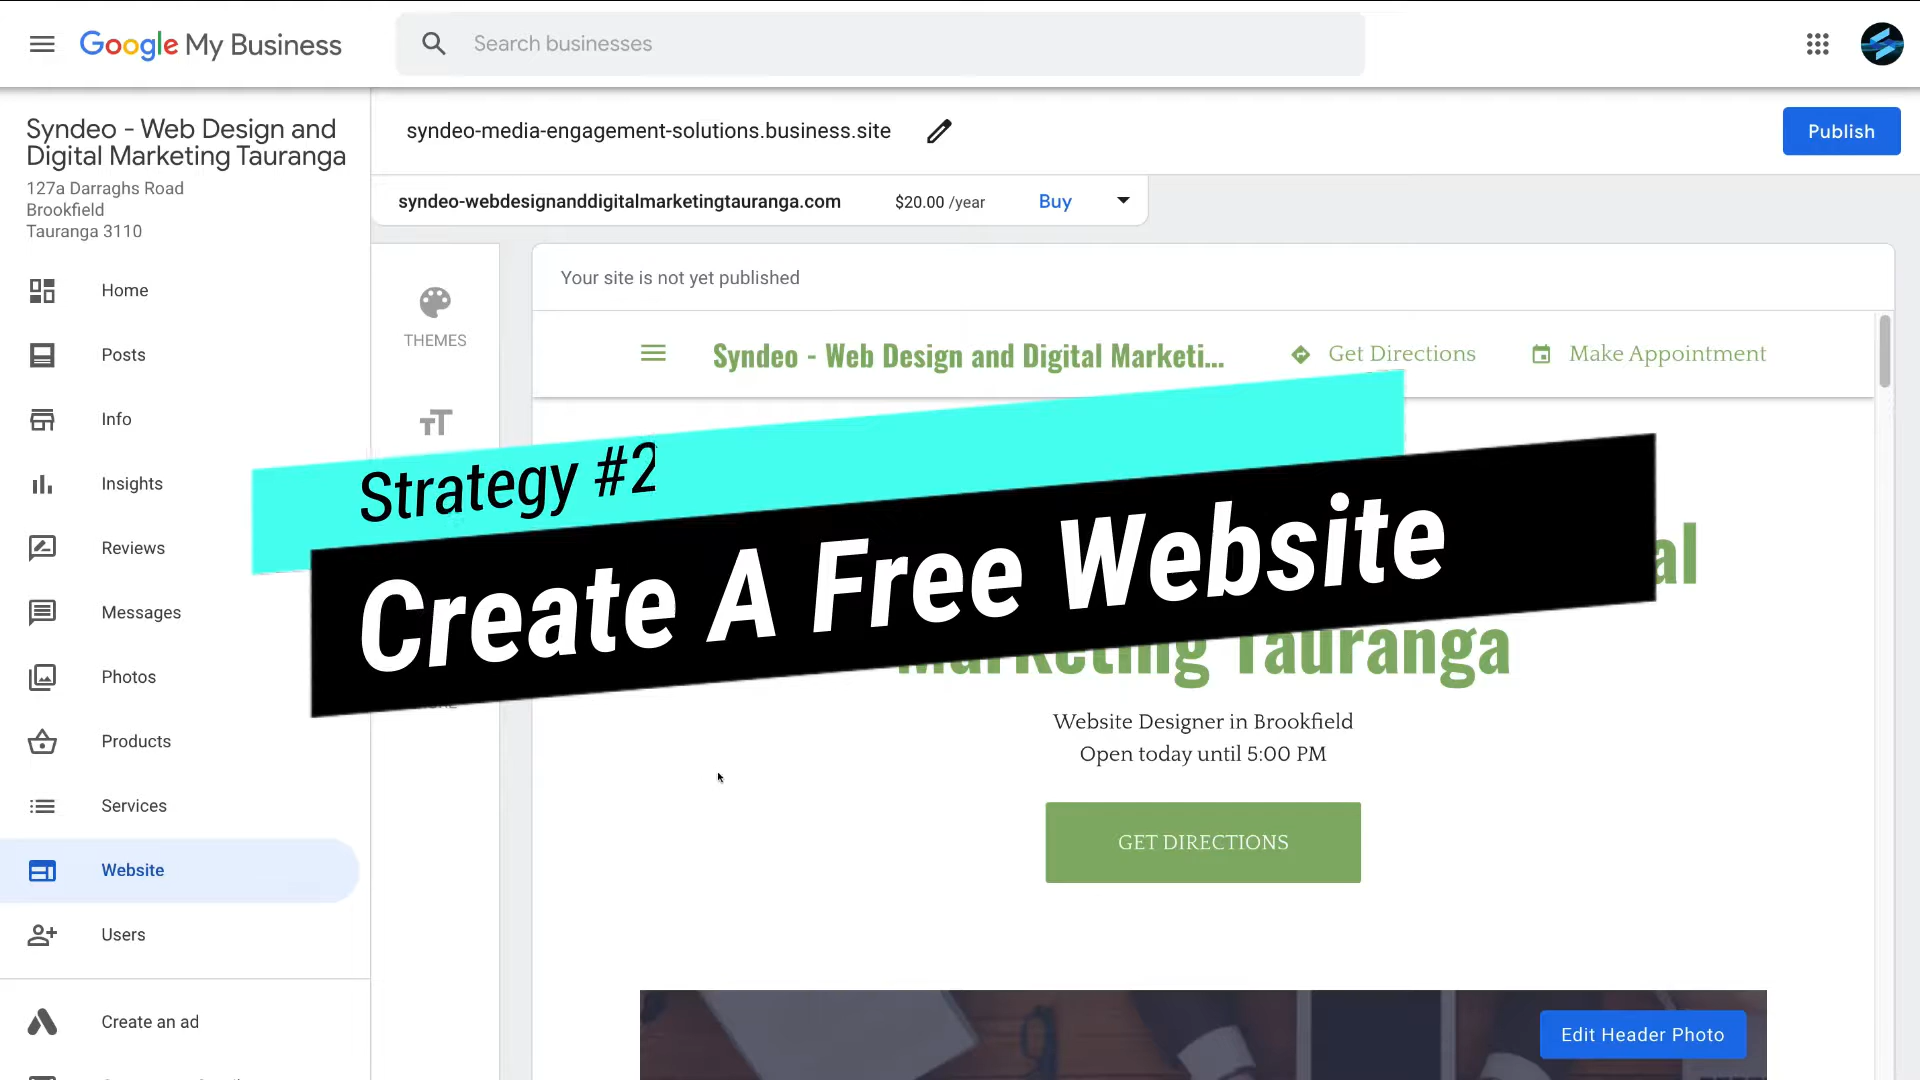 Google My Business
Search businesses
Syndeo - Web Design and
Digital Marketing Tauranga
127a Darraghs Road
Brookfield
Tauranga 3110
Home
Posts
Info
Insights
Reviews
Messages
Photos
Products
Services
Website
Users
Create an ad
syndeo-media-engagement-solutions.business.site
Publish
syndeo-webdesignanddigitalmarketingtauranga.com
$20.00 /year
Buy
THEMES
Your site is not yet published
Syndeo - Web Design and Digital Marketi...
Get Directions
Make Appointment
Strategy #2
Create A Free Website
Marketing Tauranga
Website Designer in Brookfield
Open today until 5:00 PM
GET DIRECTIONS
Edit Header Photo